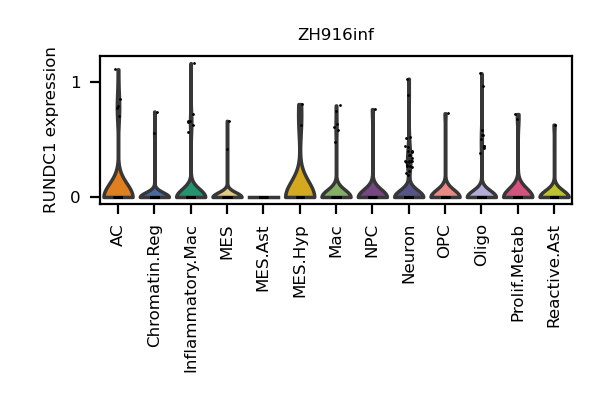 ZH916inf
RUNDC1 expression
1
0
AC
Chromatin.Reg
Inflammatory.Mac
MES
MES.Ast
MES.Hyp
Mac
NPC
Neuron
OPC
Oligo
Prolif.Metab
Reactive.Ast